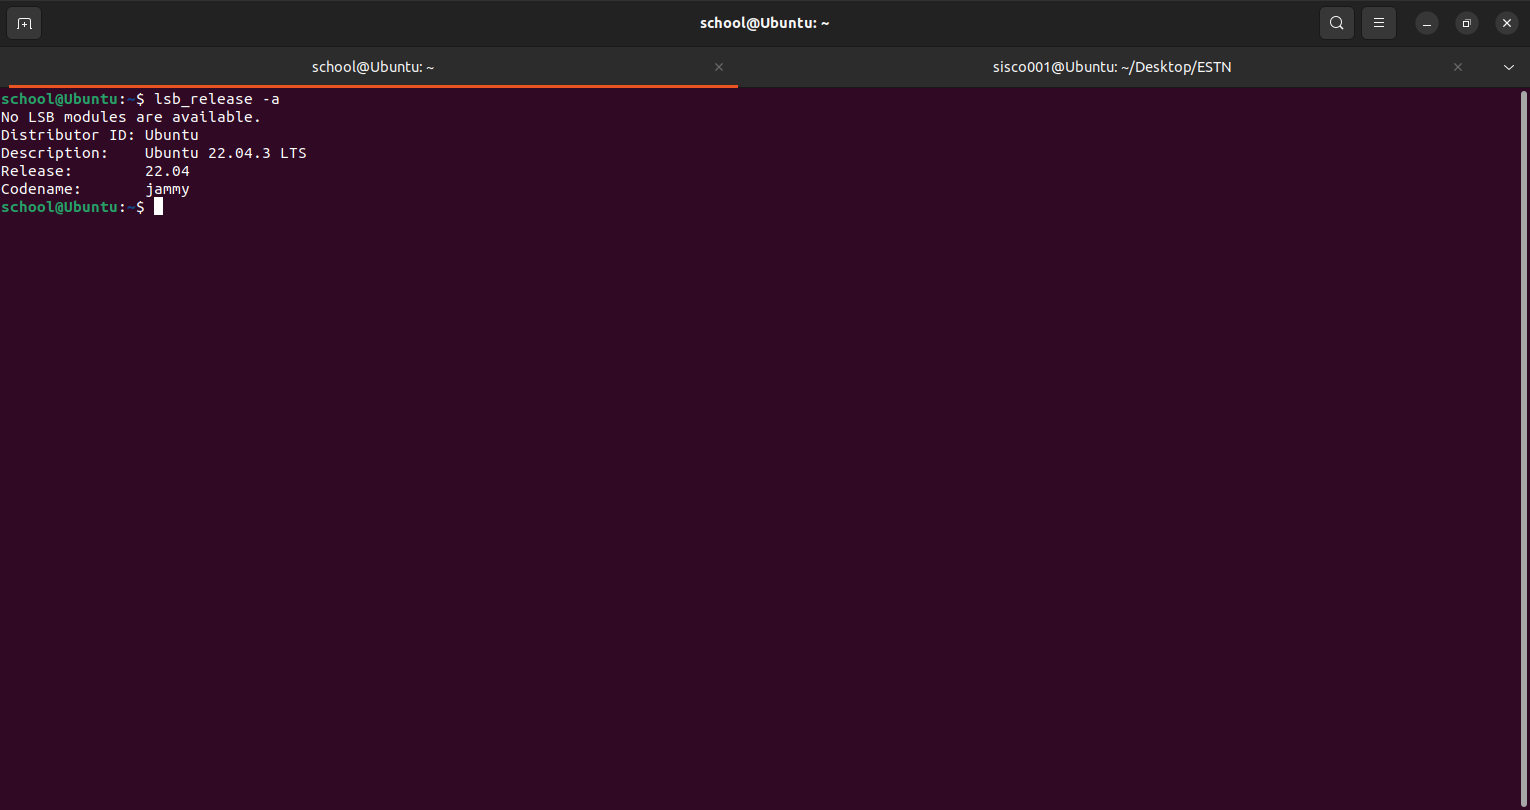 school@Ubuntu: ~
school@Ubuntu: ~
sisco001@Ubuntu: ~/Desktop/ESTN
school@Ubuntu:~$ lsb_release -a
No LSB modules are available.
Distributor ID: Ubuntu
Description:    Ubuntu 22.04.3 LTS
Release:        22.04
Codename:       jammy
school@Ubuntu:~$